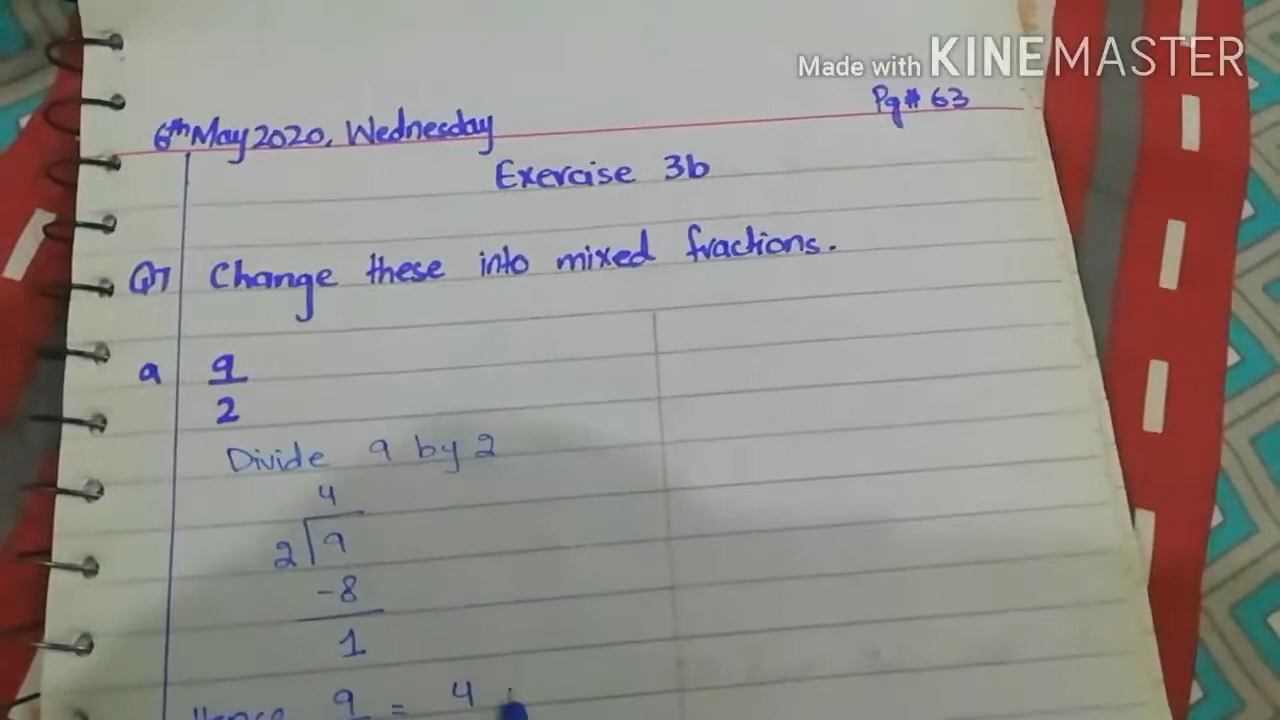 Made with KINEMASTER
Pg# 63
6th May 2020, Wednesday
Exercise 3b
Q7 Change these into mixed fractions.
a 9
2
Divide 9 by 2
4
2 9
-8
1
Hence 9 = 4